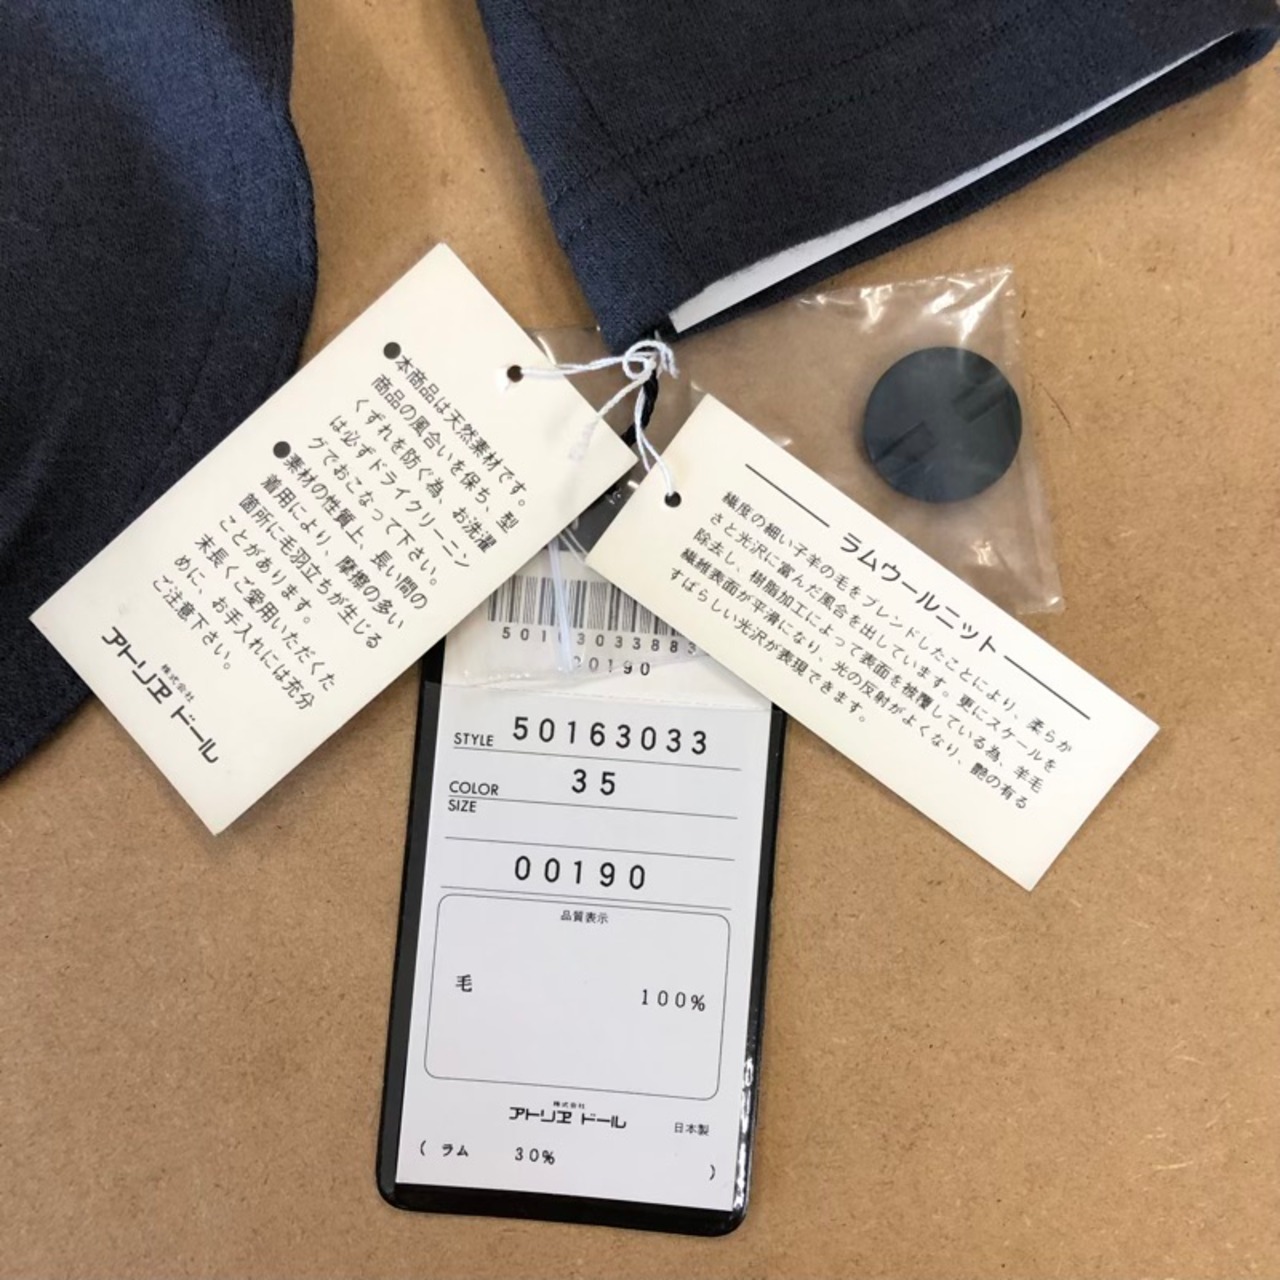 ●本商品は天然素材です。
商品の風合いを保ち、型
くずれを防ぐ為、お洗濯
は必ずドライクリーニン
グでおこなって下さい。
●素材の性質上、長い間の
着用により、摩擦の多い
箇所に毛羽立ちが生じる
ことがあります。
末長くご愛用いただくた
めに、お手入れには充分
ご注意下さい。
株式会社
アトリヱ ドール
ラムウールニット
繊度の細い子羊の毛をブレンドしたことにより、柔らか
さと光沢に富んだ風合を出しています。更にスケールを
除去し、樹脂加工によって表面を被覆している為、羊毛
繊維表面が平滑になり、光の反射がよくなり、艶の有る
すばらしい光沢が表現できます。
50163033883
00190
STYLE 50163033
COLOR 35
SIZE
00190
品質表示
毛 100%
株式会社
アトリヱ ドール
日本製
( ラム 30% )